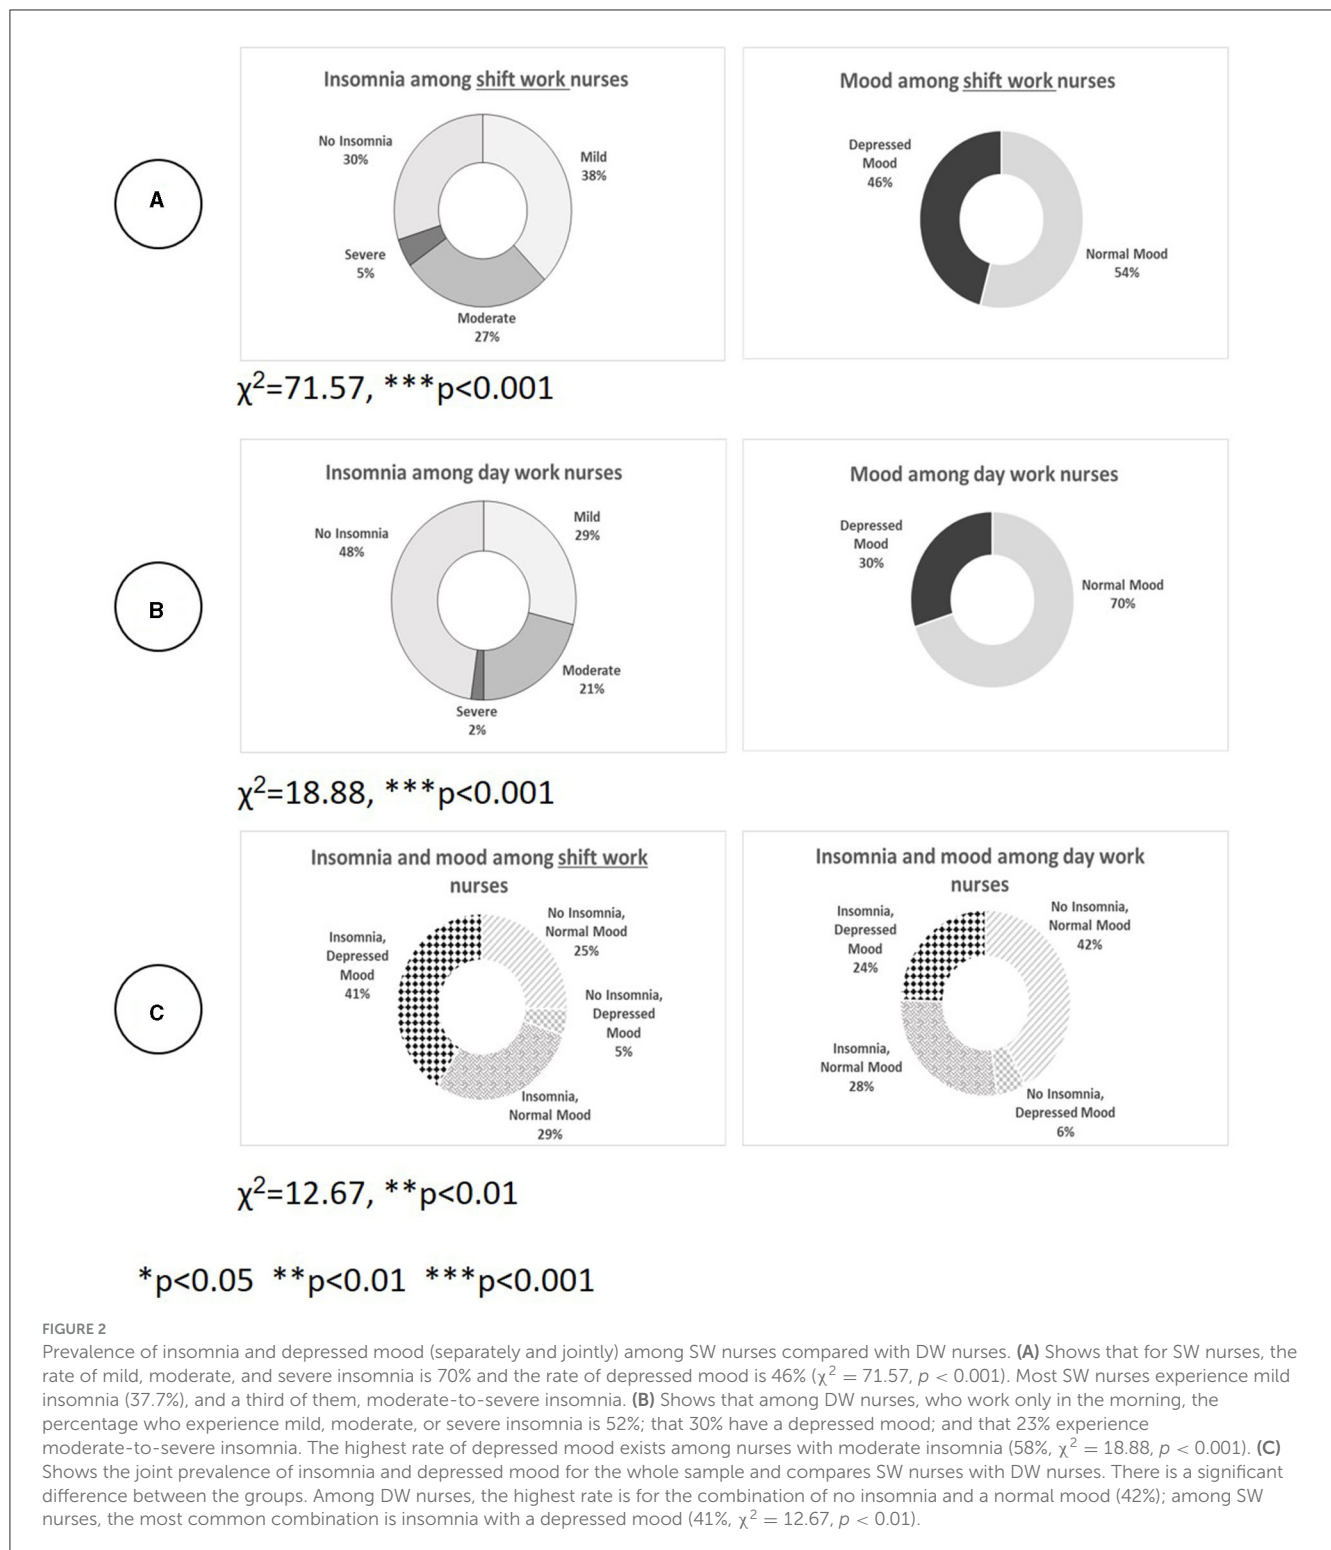 A
Insomnia among shift work nurses
No Insomnia
30%
Mild
38%
Severe
5%
Moderate
27%
Mood among shift work nurses
Depressed
Mood
46%
Normal Mood
54%
χ²=71.57, ***p<0.001
B
Insomnia among day work nurses
No Insomnia
48%
Mild
29%
Moderate
21%
Severe
2%
Mood among day work nurses
Depressed
Mood
30%
Normal Mood
70%
χ²=18.88, ***p<0.001
C
Insomnia and mood among shift work
nurses
No Insomnia,
Normal Mood
25%
Insomnia,
Depressed
Mood
41%
No Insomnia,
Depressed
Mood
5%
Insomnia,
Normal Mood
29%
Insomnia and mood among day work
nurses
Insomnia,
Depressed
Mood
24%
No Insomnia,
Normal Mood
42%
Insomnia,
Normal Mood
28%
No Insomnia,
Depressed Mood
6%
χ²=12.67, **p<0.01
*p<0.05 **p<0.01 ***p<0.001
FIGURE 2
Prevalence of insomnia and depressed mood (separately and jointly) among SW nurses compared with DW nurses. (A) Shows that for SW nurses, the
rate of mild, moderate, and severe insomnia is 70% and the rate of depressed mood is 46% (χ² = 71.57, p < 0.001). Most SW nurses experience mild
insomnia (37.7%), and a third of them, moderate-to-severe insomnia. (B) Shows that among DW nurses, who work only in the morning, the
percentage who experience mild, moderate, or severe insomnia is 52%; that 30% have a depressed mood; and that 23% experience
moderate-to-severe insomnia. The highest rate of depressed mood exists among nurses with moderate insomnia (58%, χ² = 18.88, p < 0.001). (C)
Shows the joint prevalence of insomnia and depressed mood for the whole sample and compares SW nurses with DW nurses. There is a significant
difference between the groups. Among DW nurses, the highest rate is for the combination of no insomnia and a normal mood (42%); among SW
nurses, the most common combination is insomnia with a depressed mood (41%, χ² = 12.67, p < 0.01).